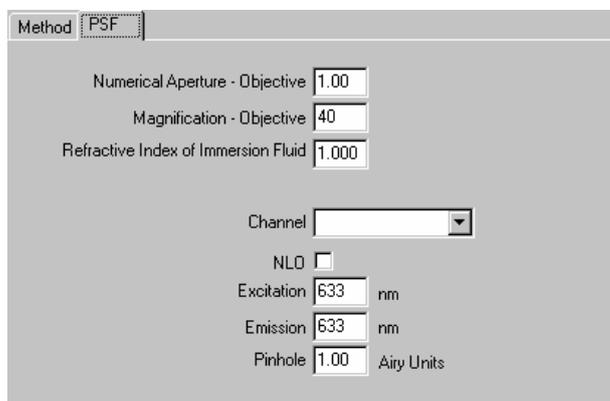 Method PSF
Numerical Aperture - Objective 1.00
Magnification - Objective 40
Refractive Index of Immersion Fluid 1.000
Channel
NLO
Excitation 633 nm
Emission 633 nm
Pinhole 1.00 Airy Units